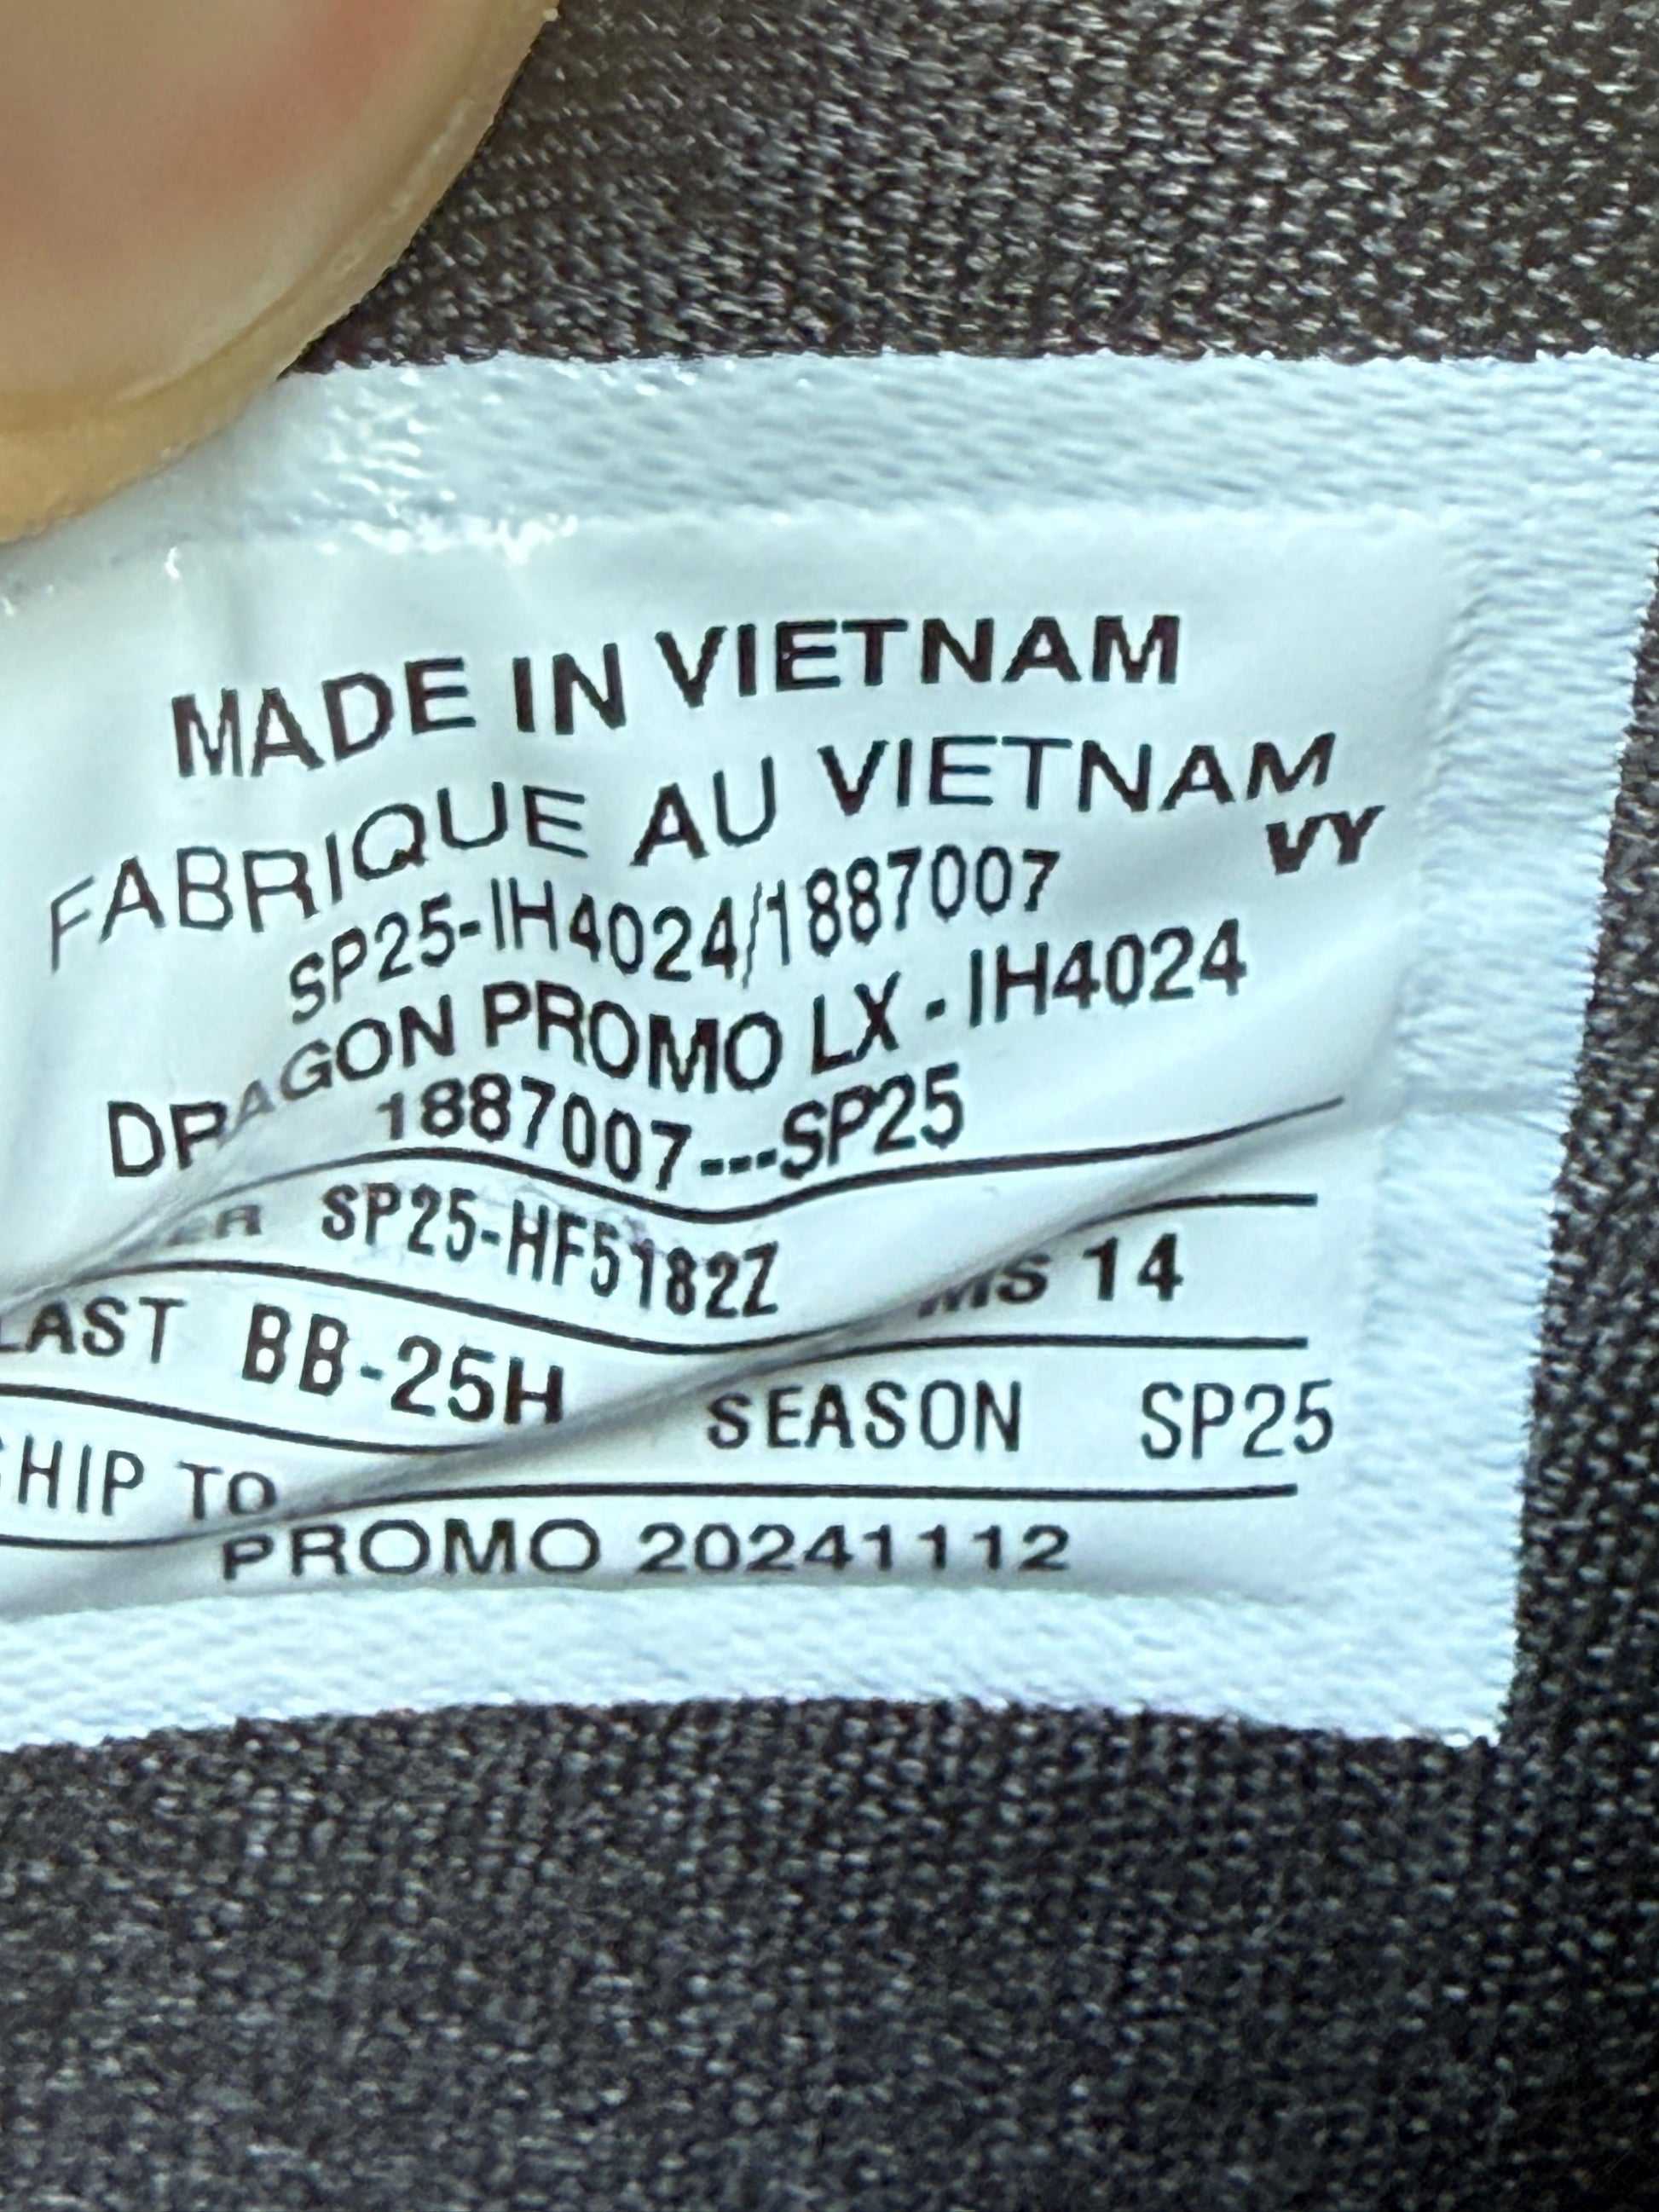 MADE IN VIETNAM
FABRIQUE AU VIETNAM
VY
SP25-IH4024/1887007
DRAGON PROMO LX - IH4024
1887007---SP25
SP25-HF5182Z MS 14
LAST BB-25H SEASON SP25
SHIP TO
PROMO 20241112